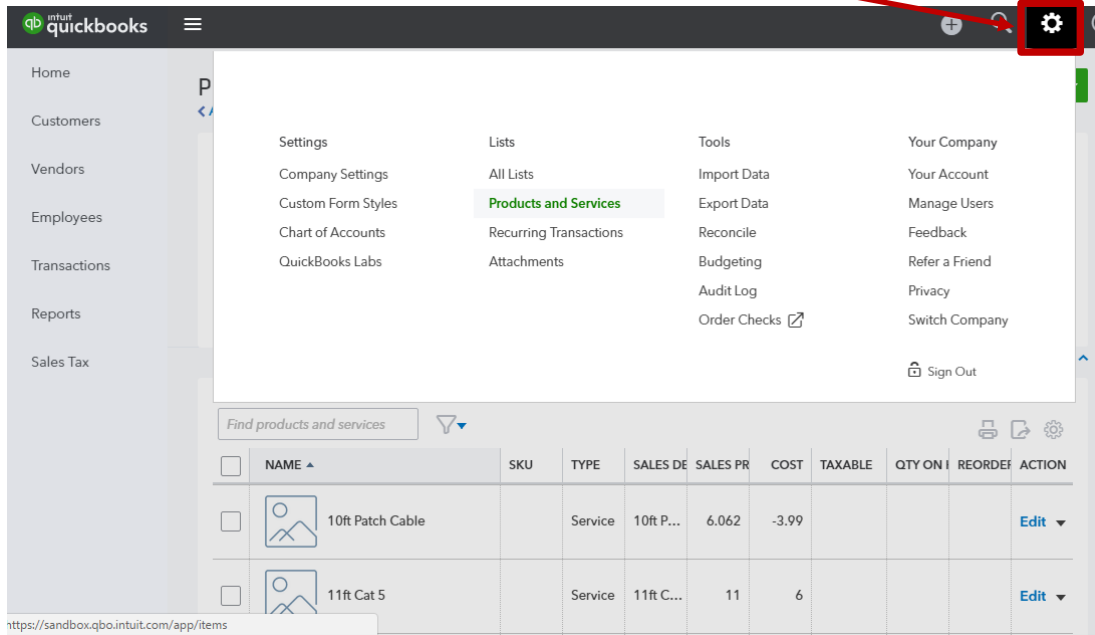 intuit
quickbooks
Home
Customers
Vendors
Employees
Transactions
Reports
Sales Tax
P
Settings
Company Settings
Custom Form Styles
Chart of Accounts
QuickBooks Labs
Lists
All Lists
Products and Services
Recurring Transactions
Attachments
Tools
Import Data
Export Data
Reconcile
Budgeting
Audit Log
Order Checks
Your Company
Your Account
Manage Users
Feedback
Refer a Friend
Privacy
Switch Company
Sign Out
Find products and services
NAME SKU TYPE SALES DE SALES PR COST TAXABLE QTY ON REORDER ACTION
10ft Patch Cable Service 10ft P... 6.062 -3.99 Edit
11ft Cat 5 Service 11ft C... 11 6 Edit
https://sandbox.qbo.intuit.com/app/items